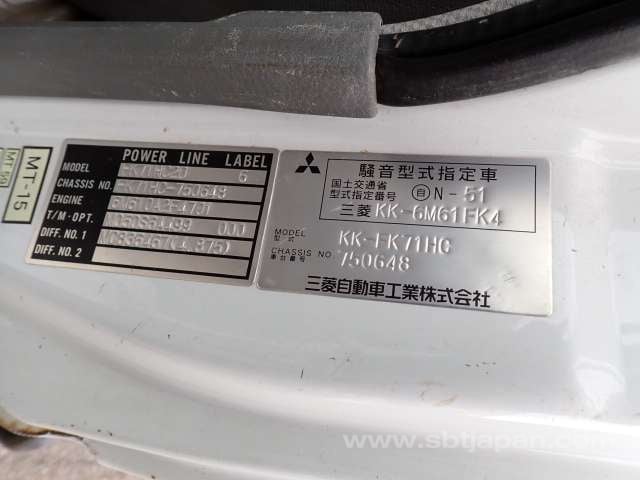 MT-15
POWER LINE LABEL
MODEL
CHASSIS NO. FK71HC-750648
ENGINE
T/M・OPT.
DIFF. NO. 1
DIFF. NO. 2
騒音型式指定車
国土交通省
型式指定番号 自 N-51
三菱 KK-6M61FK4
MODEL
型式 KK-FK71HC
CHASSIS NO.
車台番号 750648
三菱自動車工業株式会社
www.sbtjapan.com